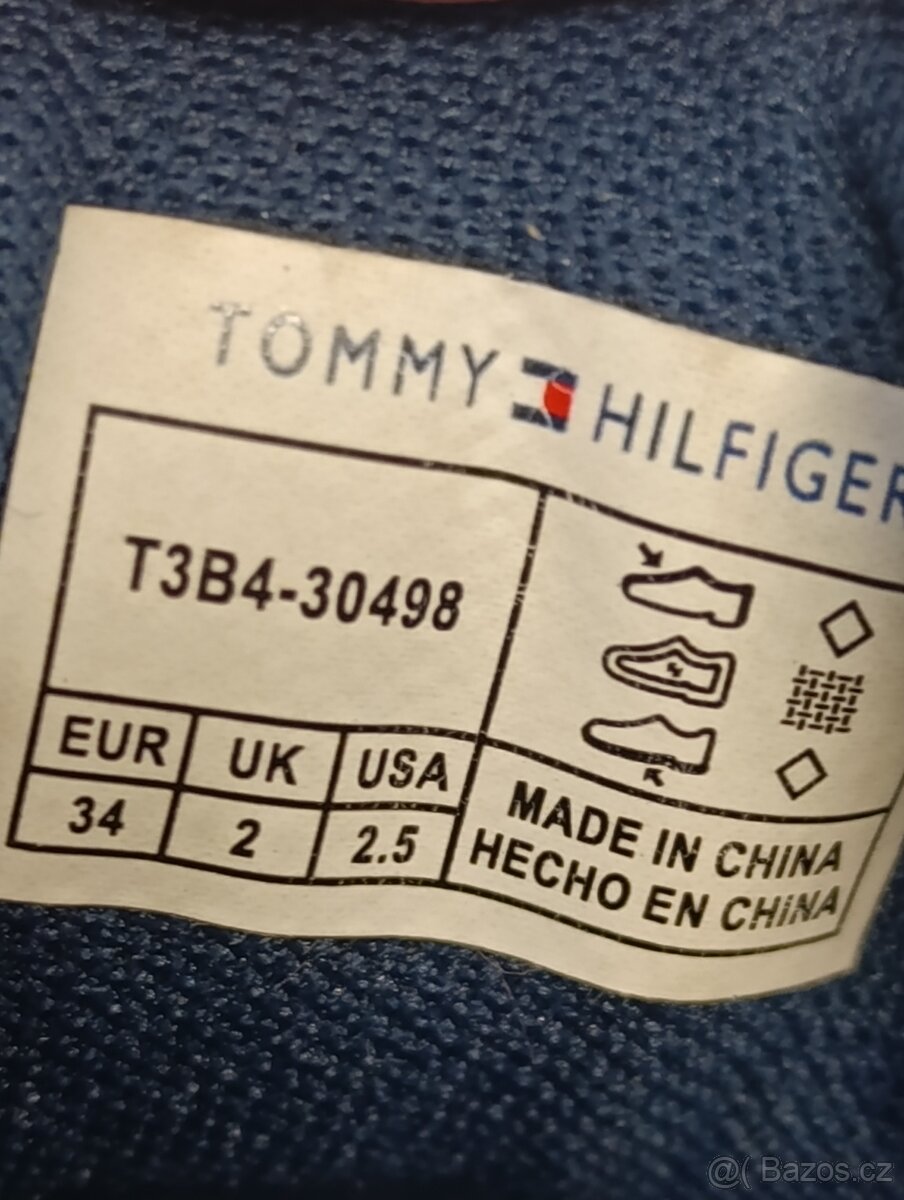 TOMMY HILFIGER
T3B4-30498
EUR UK USA
34 2 2.5
MADE IN CHINA
HECHO EN CHINA
@( Bazos.cz